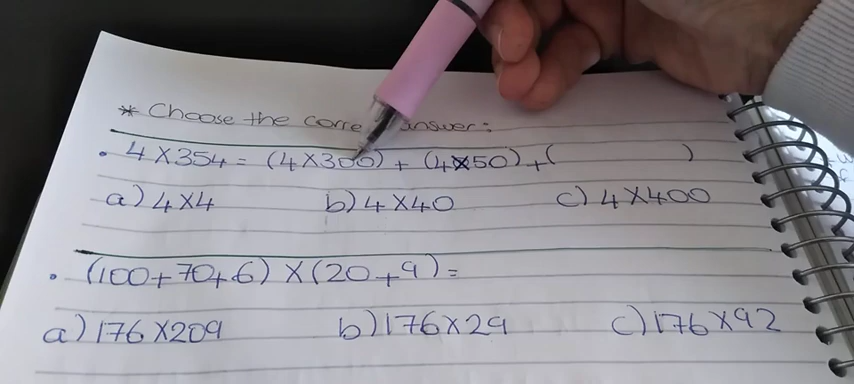 * Choose the corre answer:
• 4 X 354 = (4 X 300) + (4 X 50) + ( )
a) 4 X 4 b) 4 X 40 c) 4 X 400
• (100 + 70 + 6) X (20 + 9) =
a) 176 X 209 b) 176 X 29 c) 176 X 92